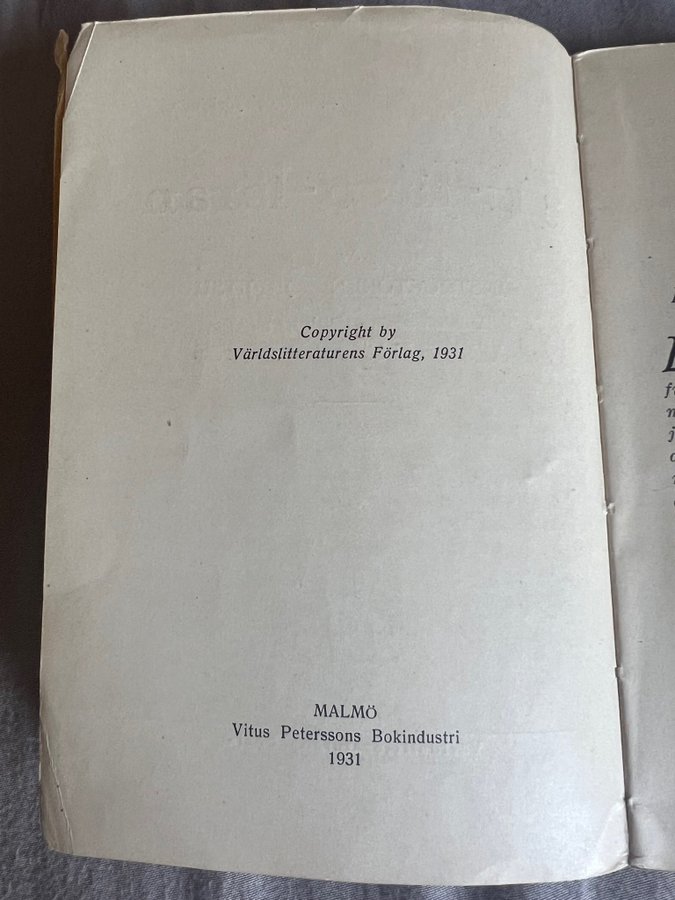 Copyright by
Världslitteraturens Förlag, 1931
MALMÖ
Vitus Peterssons Bokindustri
1931